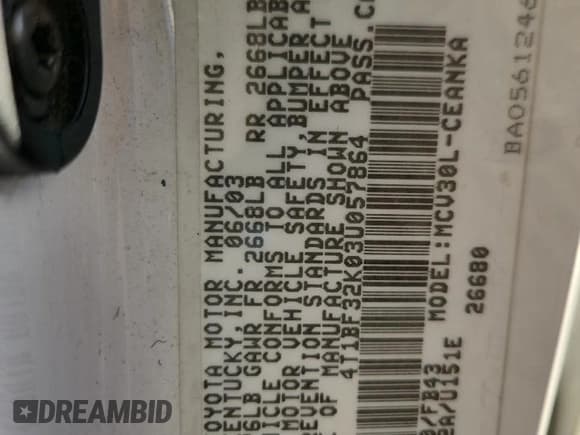 OYOTA MOTOR MANUFACTURING,
ENTUCKY, INC. 06/03
6LB GAWR FR 2668LB RR 2668LB
ICLE CONFORMS TO ALL APPLICAB
MOTOR VEHICLE SAFETY, BUMPER, A
EVENTION STANDARDS IN EFFECT
OF MANUFACTURE SHOWN ABOVE
4T1BF32K03U057864 PASS.C
MODEL:MCV30L-CEANKA
/FB43
A/U151E 26680
BA0561246
DREAMBID